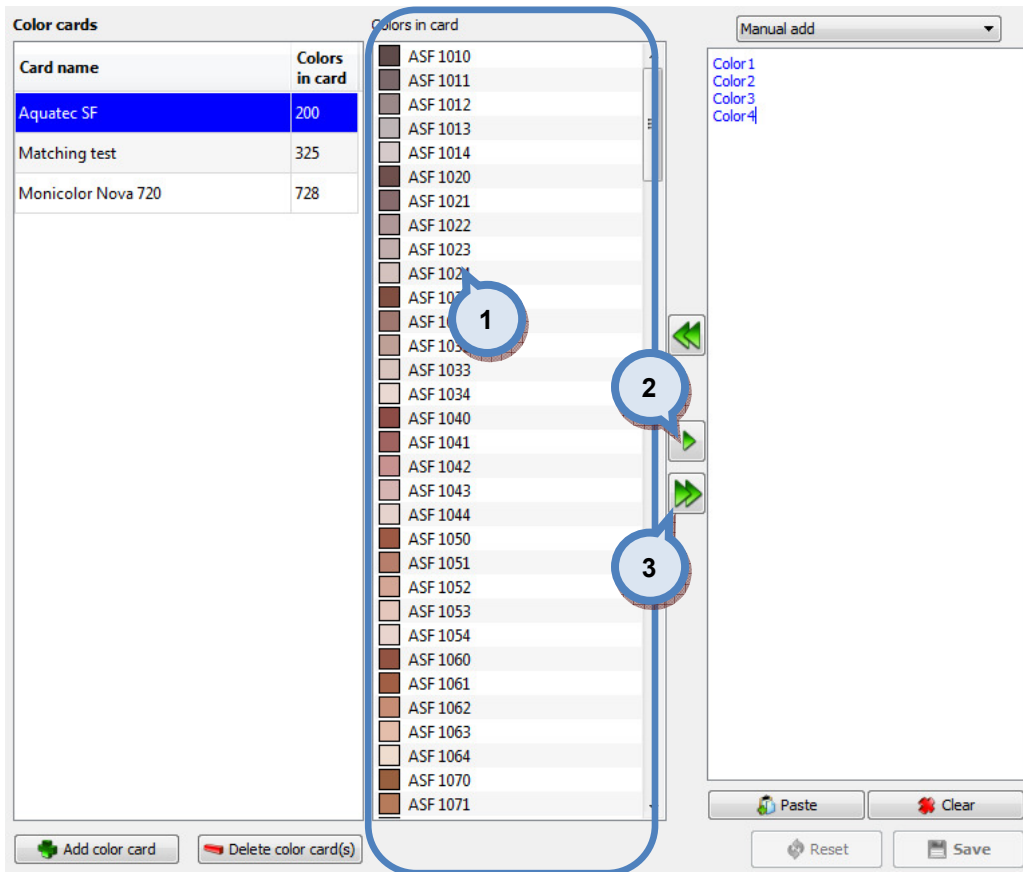 Color cards
Card name
Colors in card
Aquatec SF 200
Matching test 325
Monicolor Nova 720 728
Add color card
Delete color card(s)
Colors in card
ASF 1010
ASF 1011
ASF 1012
ASF 1013
ASF 1014
ASF 1020
ASF 1021
ASF 1022
ASF 1023
ASF
ASF
ASF 1033
ASF 1034
ASF 1040
ASF 1041
ASF 1042
ASF 1043
ASF 1044
ASF 1050
ASF 1051
ASF 1052
ASF 1053
ASF 1054
ASF 1060
ASF 1061
ASF 1062
ASF 1063
ASF 1064
ASF 1070
ASF 1071
1
2
3
Manual add
Color1
Color2
Color3
Color4
Paste
Clear
Reset
Save